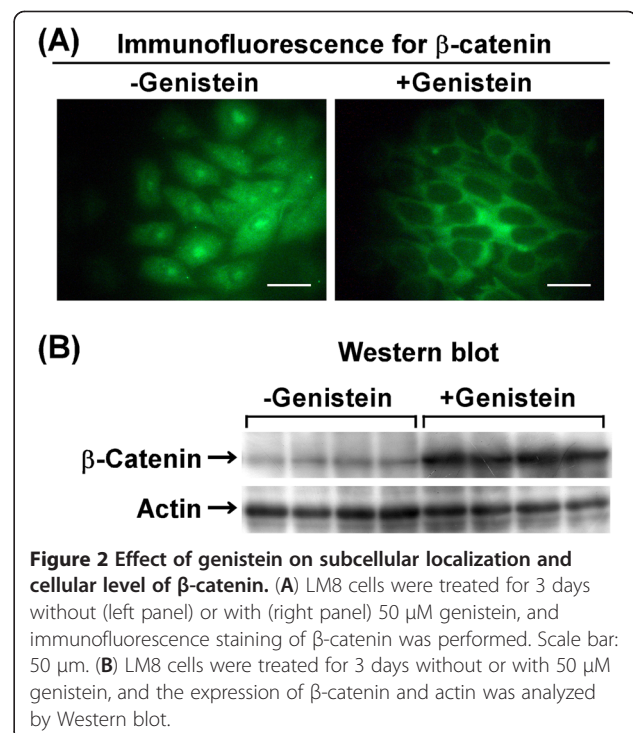 (A) Immunofluorescence for β-catenin
-Genistein +Genistein
(B) Western blot
-Genistein +Genistein
β-Catenin→
Actin→
Figure 2 Effect of genistein on subcellular localization and
cellular level of β-catenin. (A) LM8 cells were treated for 3 days
without (left panel) or with (right panel) 50 μM genistein, and
immunofluorescence staining of β-catenin was performed. Scale bar:
50 μm. (B) LM8 cells were treated for 3 days without or with 50 μM
genistein, and the expression of β-catenin and actin was analyzed
by Western blot.